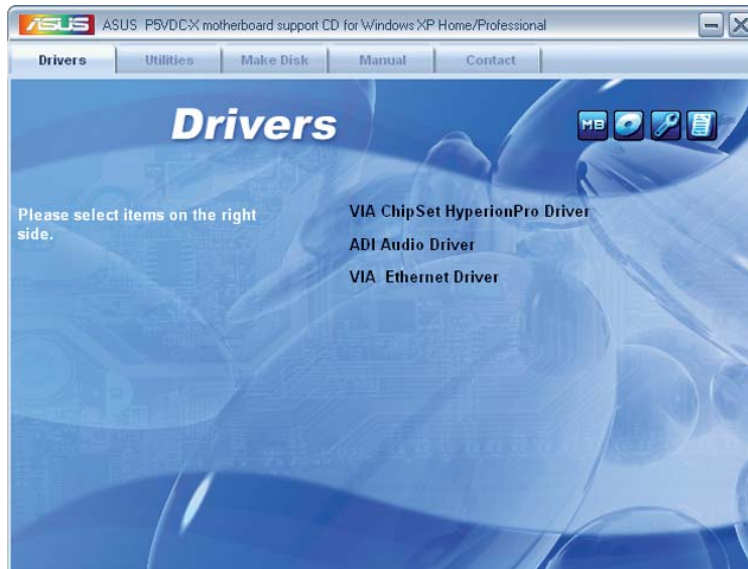 ASUS ASUS P5VDC-X motherboard support CD for Windows XP Home/Professional
Drivers Utilities Make Disk Manual Contact
Drivers
MB
Please select items on the right
side.
VIA ChipSet HyperionPro Driver
ADI Audio Driver
VIA Ethernet Driver